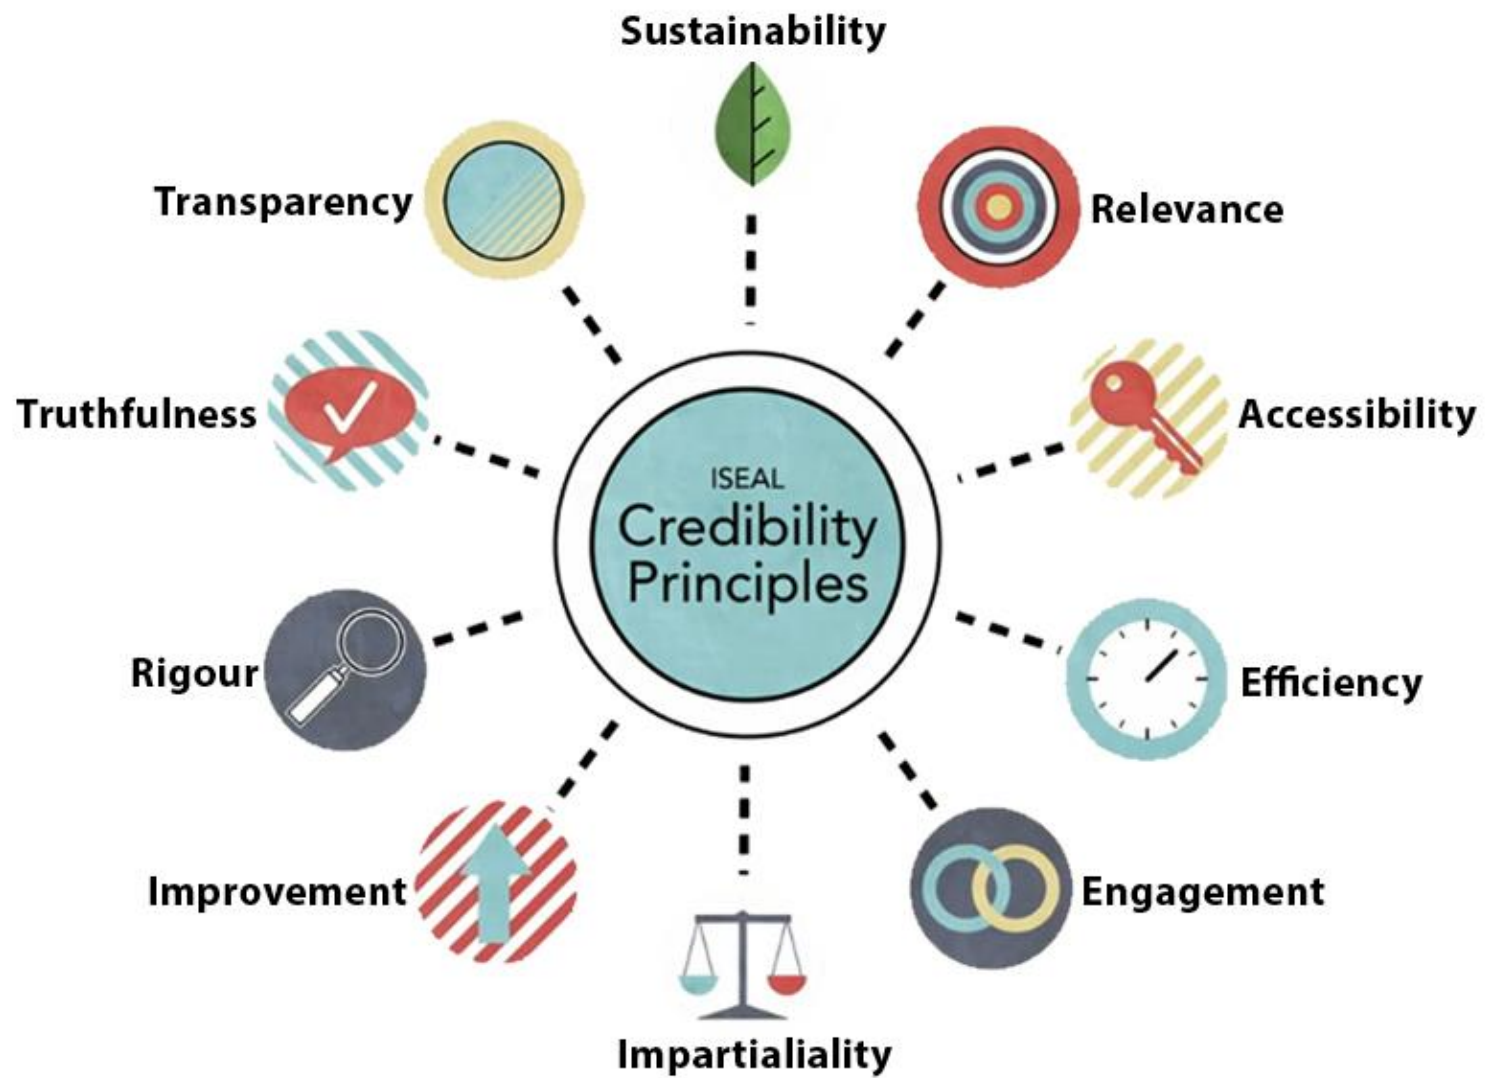 Sustainability
Transparency
Relevance
Truthfulness
Accessibility
ISEAL
Credibility
Principles
Rigour
Efficiency
Improvement
Engagement
Impartialiality